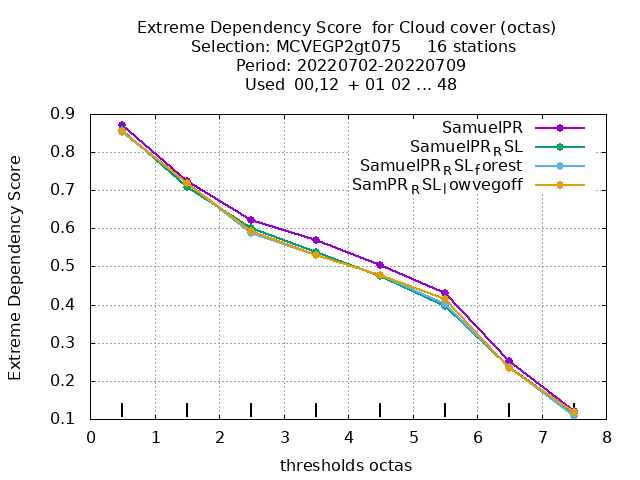 Extreme Dependency Score  for Cloud cover (octas)
Selection: MCVEGP2gt075     16 stations
Period: 20220702-20220709
Used  00,12  + 01 02 ... 48
SamuelPR
SamuelPR_RSL
SamuelPR_RSL_forest
SamPR_RSL_lowvegoff
Extreme Dependency Score
0.9
0.8
0.7
0.6
0.5
0.4
0.3
0.2
0.1
0 1 2 3 4 5 6 7 8
thresholds octas